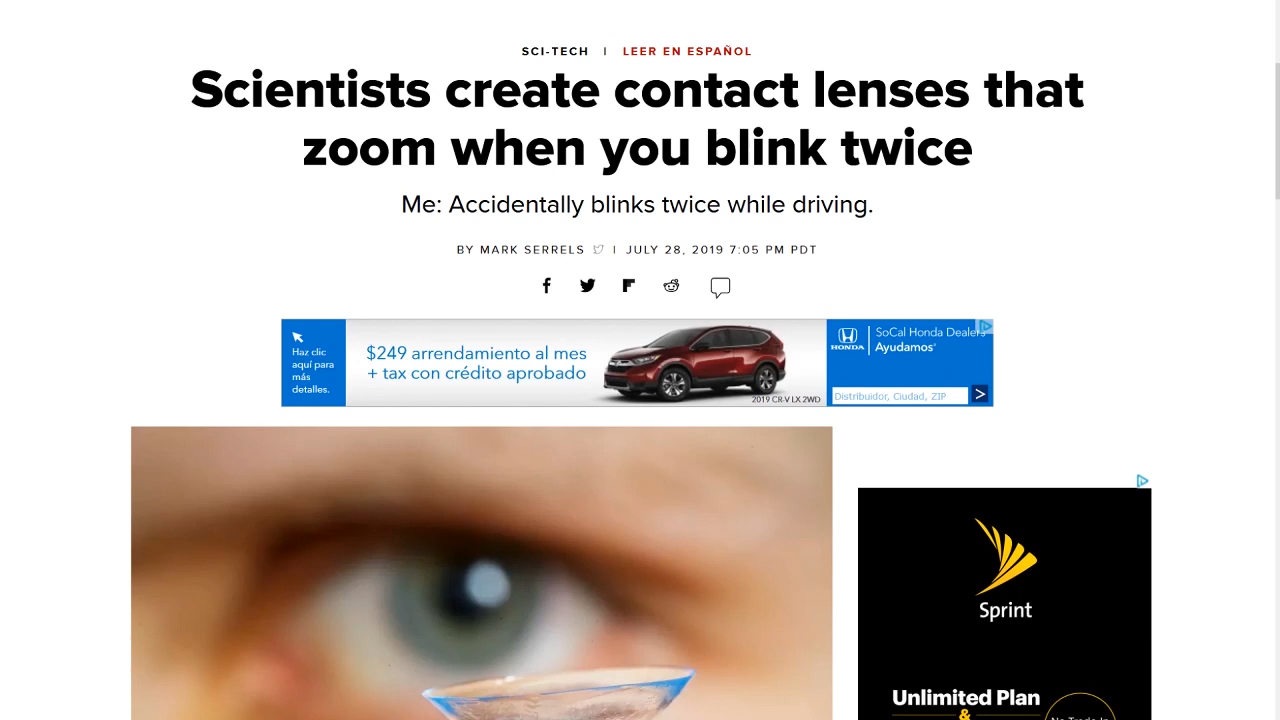 SCI-TECH | LEER EN ESPAÑOL
Scientists create contact lenses that
zoom when you blink twice
Me: Accidentally blinks twice while driving.
BY MARK SERRELS | JULY 28, 2019 7:05 PM PDT
Haz clic
aquí para
más
detalles.
$249 arrendamiento al mes
+ tax con crédito aprobado
2019 CR-V LX 2WD
HONDA
SoCal Honda Dealers
Ayudamos
Distribuidor, Ciudad, ZIP
>
Sprint
Unlimited Plan
&
No Trade-In